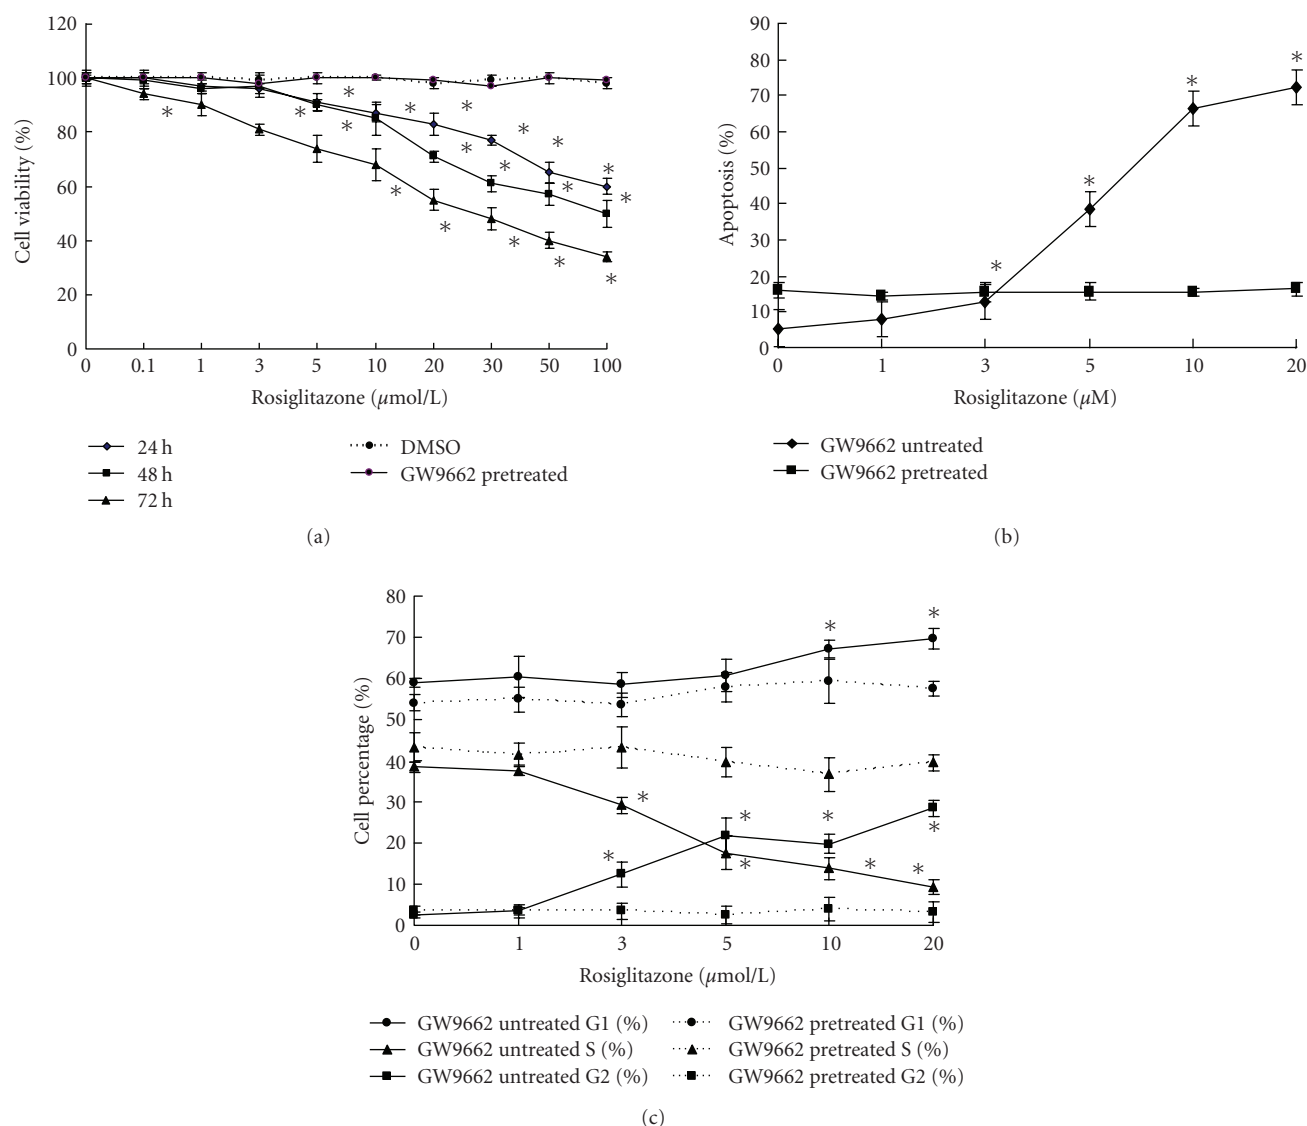 120
100
80
60
40
20
0
Cell viability (%)
0 0.1 1 3 5 10 20 30 50 100
Rosiglitazone (μmol/L)
24 h
48 h
72 h
DMSO
GW9662 pretreated
(a)
90
80
70
60
50
40
30
20
10
0
Apoptosis (%)
0 1 3 5 10 20
Rosiglitazone (μM)
GW9662 untreated
GW9662 pretreated
(b)
80
70
60
50
40
30
20
10
0
Cell percentage (%)
0 1 3 5 10 20
Rosiglitazone (μmol/L)
GW9662 untreated G1 (%)
GW9662 untreated S (%)
GW9662 untreated G2 (%)
GW9662 pretreated G1 (%)
GW9662 pretreated S (%)
GW9662 pretreated G2 (%)
(c)